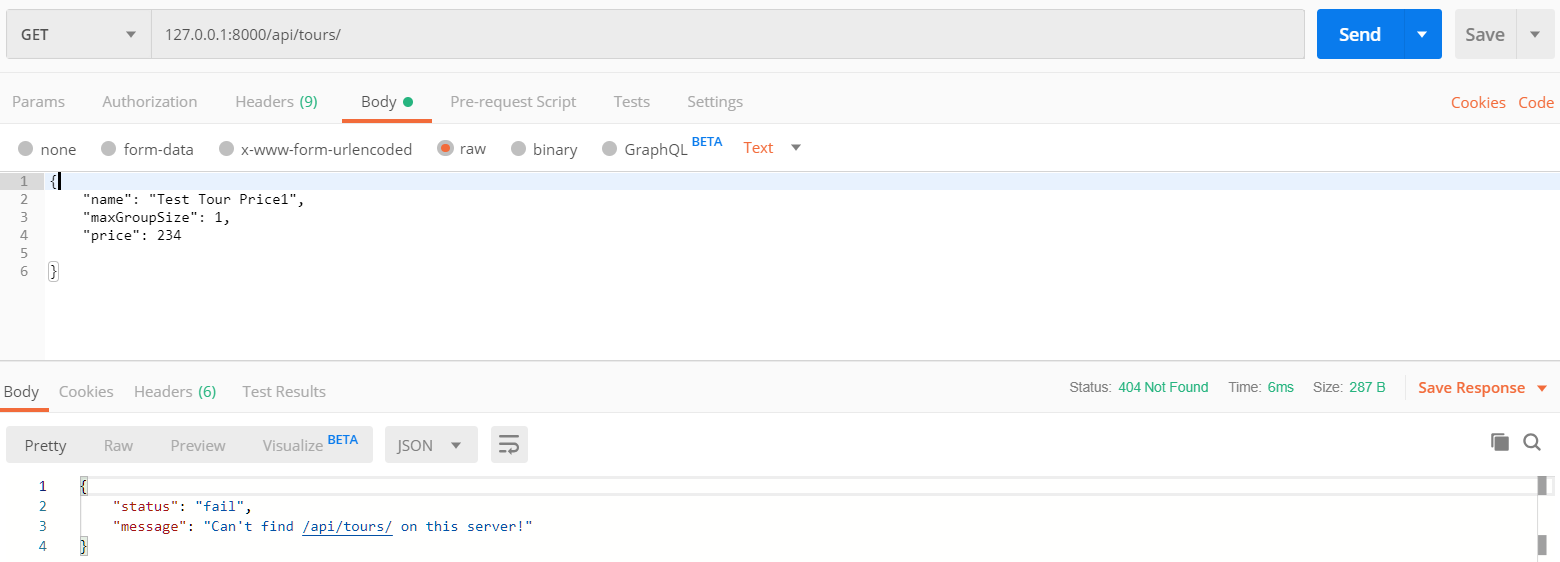 GET 127.0.0.1:8000/api/tours/ Send Save
Params Authorization Headers (9) Body Pre-request Script Tests Settings Cookies Code
none form-data x-www-form-urlencoded raw binary GraphQL BETA Text
1 {
2 "name": "Test Tour Price1",
3 "maxGroupSize": 1,
4 "price": 234
5
6 }
Body Cookies Headers (6) Test Results Status: 404 Not Found Time: 6ms Size: 287 B Save Response
Pretty Raw Preview Visualize BETA JSON
1 {
2 "status": "fail",
3 "message": "Can't find /api/tours/ on this server!"
4 }